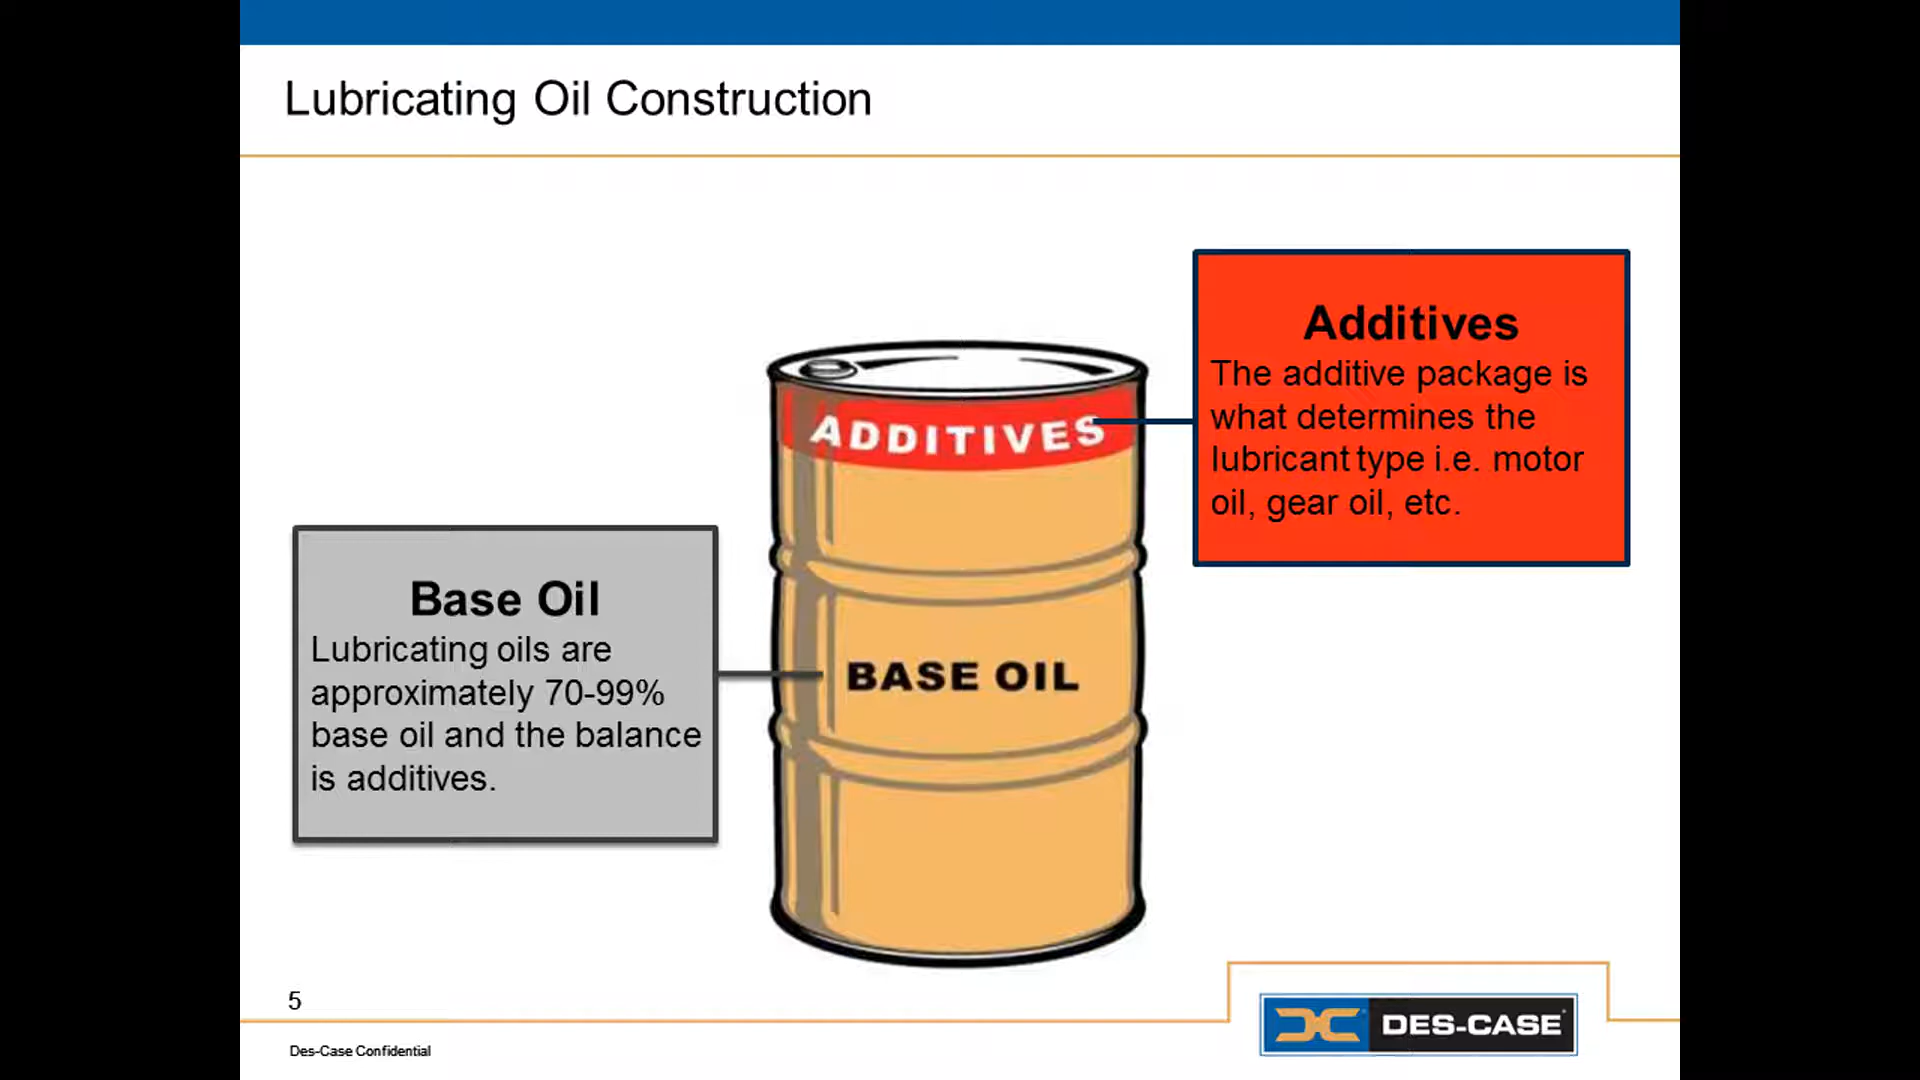 Lubricating Oil Construction
Additives
The additive package is
what determines the
lubricant type i.e. motor
oil, gear oil, etc.
ADDITIVES
Base Oil
Lubricating oils are
approximately 70-99%
base oil and the balance
is additives.
BASE OIL
5
Des-Case Confidential
DES-CASE